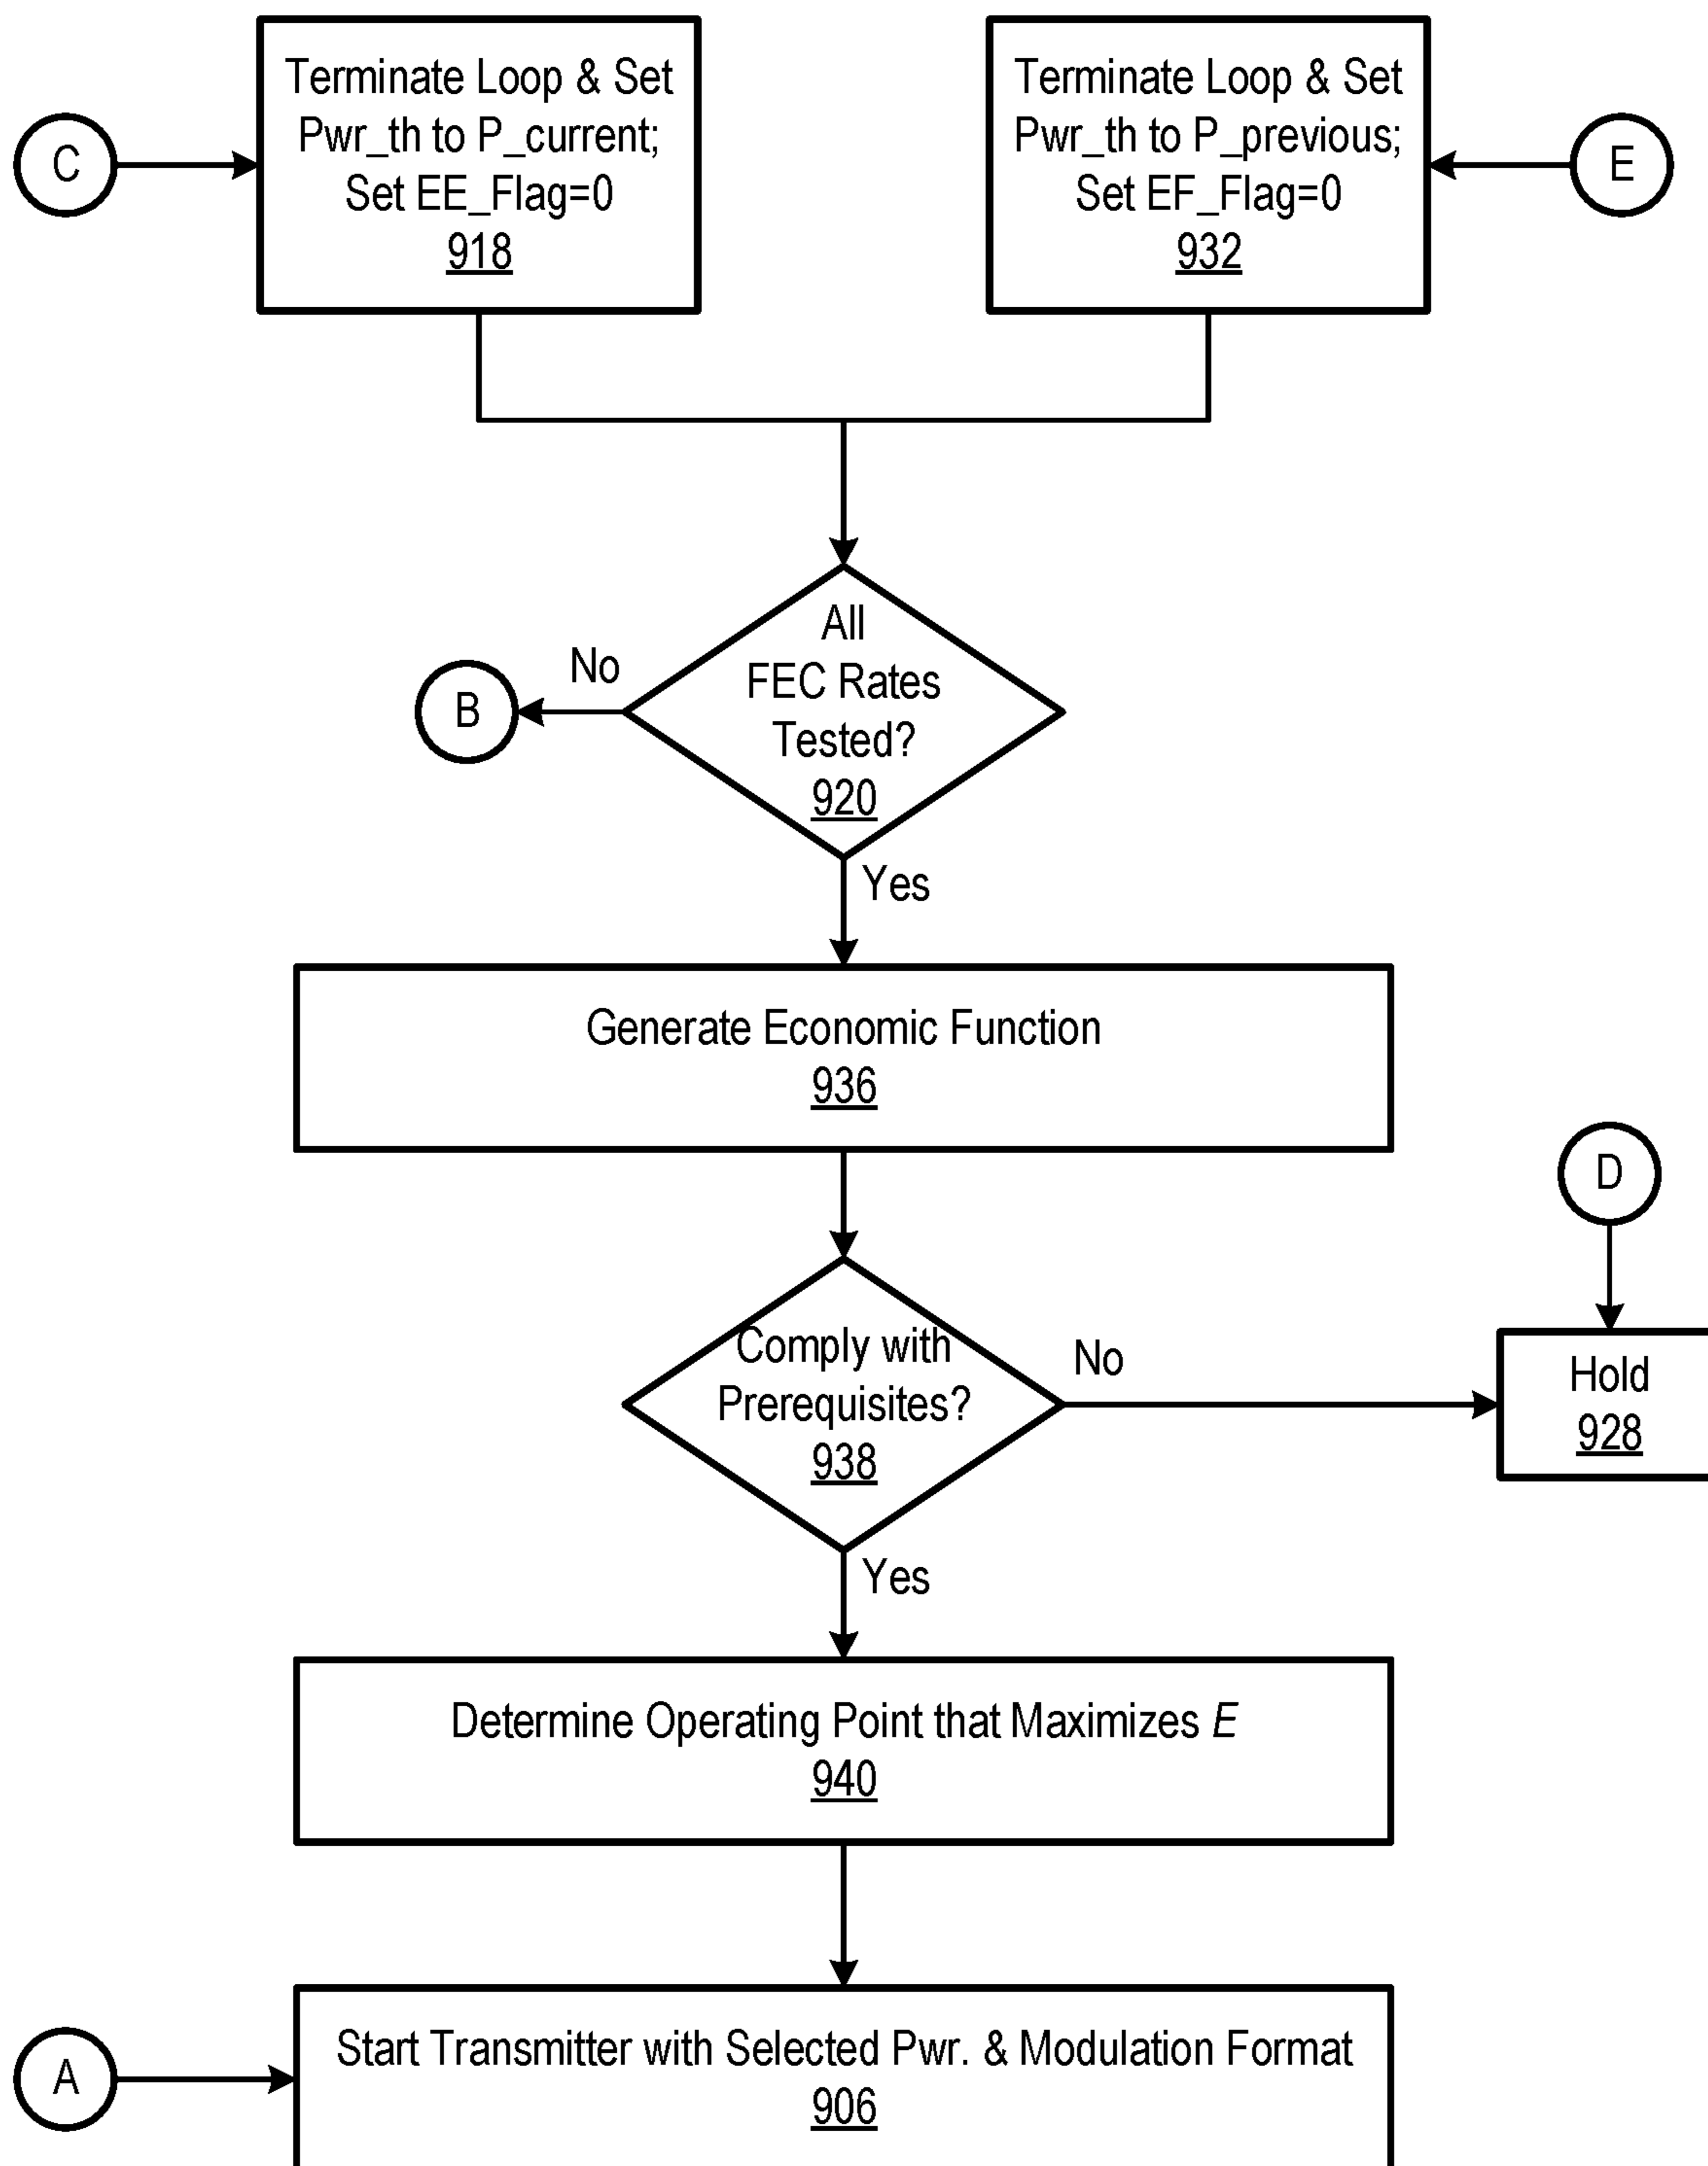 Terminate Loop & Set
Pwr_th to P_current;
Set EE_Flag=0
918
Terminate Loop & Set
Pwr_th to P_previous;
Set EF_Flag=0
932
C
E
All
FEC Rates
Tested?
920
No
B
Yes
Generate Economic Function
936
D
Comply with
Prerequisites?
938
No
Hold
928
Yes
Determine Operating Point that Maximizes E
940
A
Start Transmitter with Selected Pwr. & Modulation Format
906